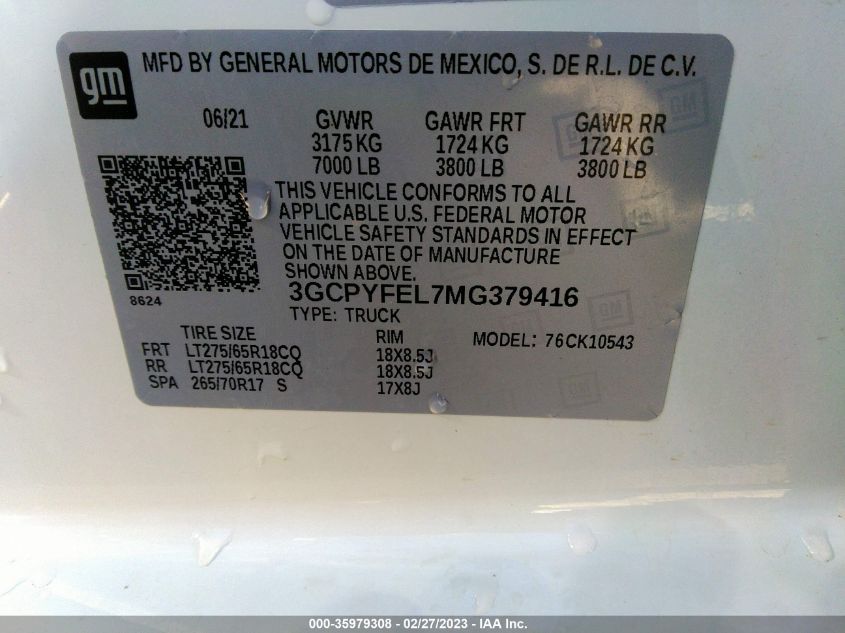 gm
MFD BY GENERAL MOTORS DE MEXICO, S. DE R.L. DE C.V.
06/21 GVWR GAWR FRT GAWR RR
3175 KG 1724 KG 1724 KG
7000 LB 3800 LB 3800 LB
THIS VEHICLE CONFORMS TO ALL
APPLICABLE U.S. FEDERAL MOTOR
VEHICLE SAFETY STANDARDS IN EFFECT
ON THE DATE OF MANUFACTURE
SHOWN ABOVE.
8624
3GCPYFEL7MG379416
TYPE: TRUCK
TIRE SIZE RIM MODEL: 76CK10543
FRT LT275/65R18CQ 18X8.5J
RR LT275/65R18CQ 18X8.5J
SPA 265/70R17 S 17X8J
000-35979308 - 02/27/2023 - © IAA Inc.